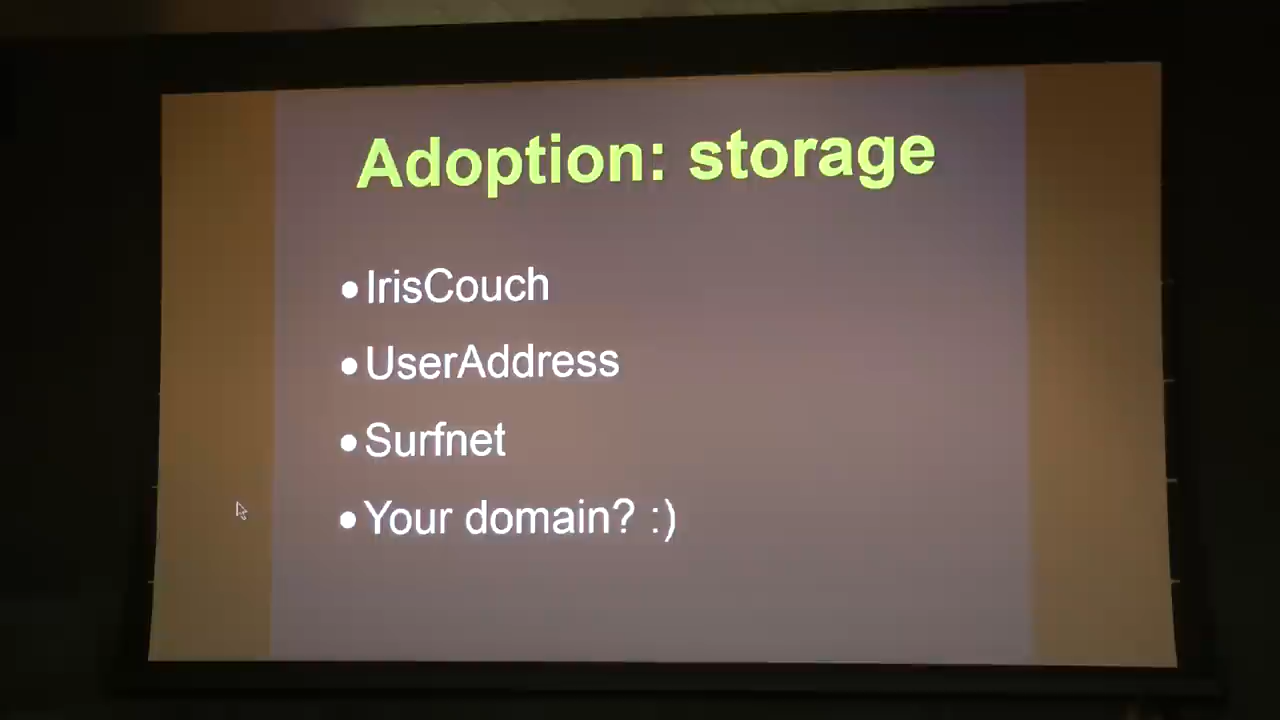 Adoption: storage
• IrisCouch
• UserAddress
• Surfnet
• Your domain? :)